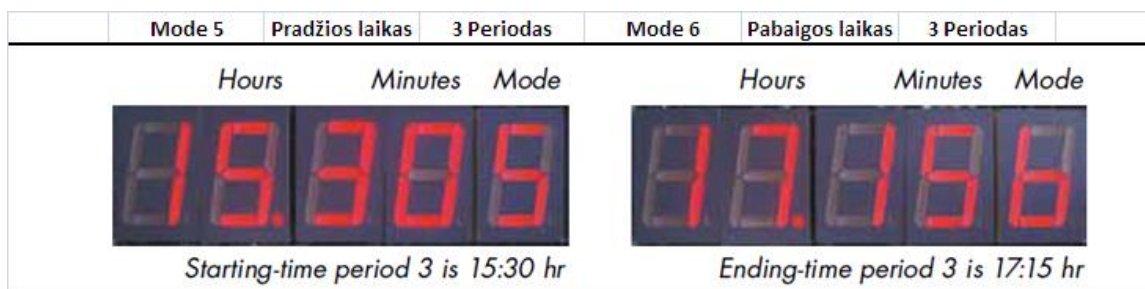 Mode 5 Pradžios laikas 3 Periodas Mode 6 Pabaigos laikas 3 Periodas
Hours Minutes Mode Hours Minutes Mode
15.305 17.156
Starting-time period 3 is 15:30 hr Ending-time period 3 is 17:15 hr